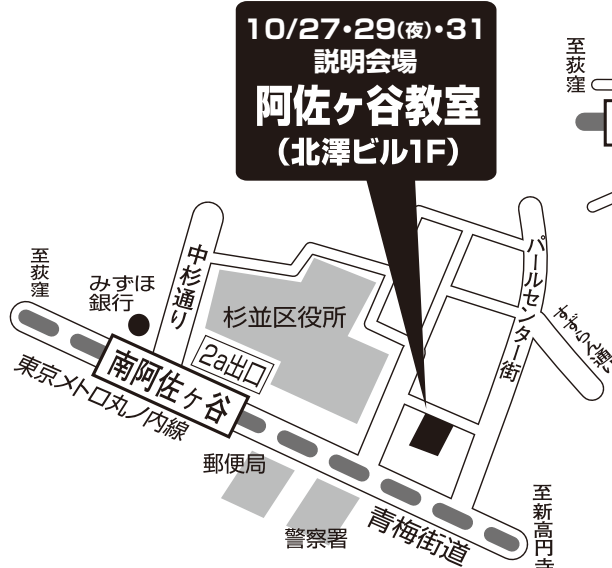 10/27・29(夜)・31
説明会場
阿佐ヶ谷教室
(北澤ビル1F)
至荻窪
至荻窪
みずほ
銀行
中杉通り
杉並区役所
2a出口
南阿佐ヶ谷
東京メトロ丸ノ内線
パールセンター街
すずらん通
郵便局
警察署
青梅街道
至新高円寺